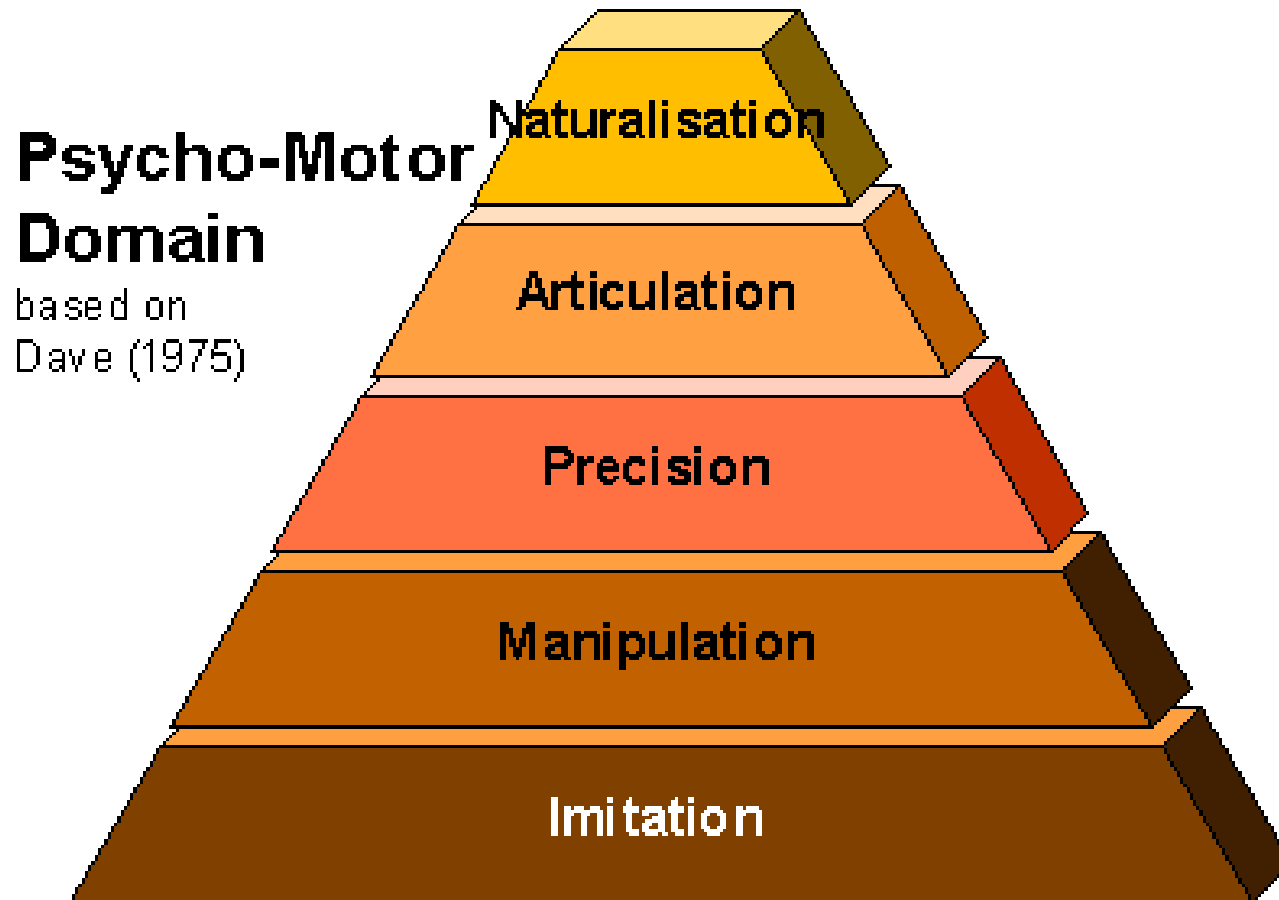 Naturalisation
Psycho-Motor
Domain
based on
Dave (1975)
Articulation
Precision
Manipulation
Imitation